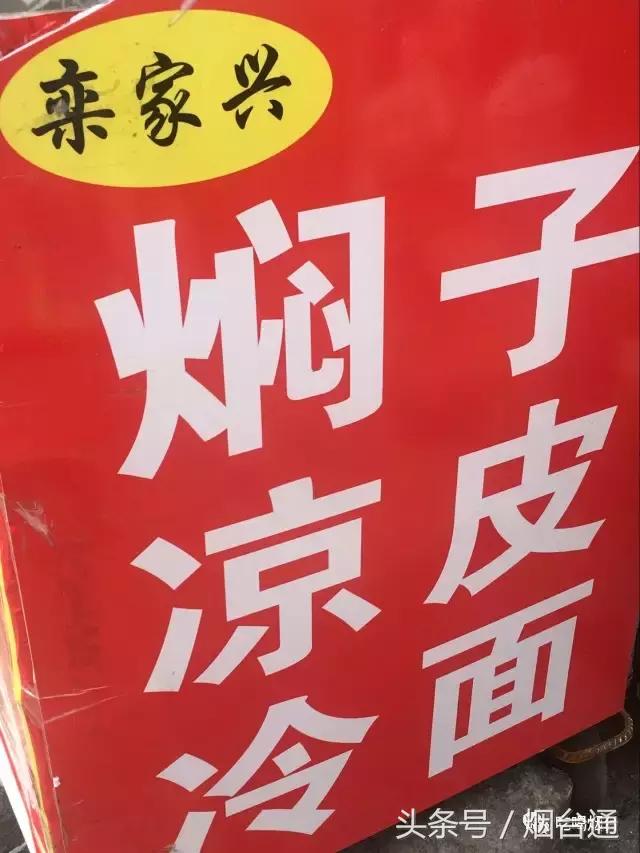 栾家兴
焖子
凉皮
冷面
头条号/烟台通